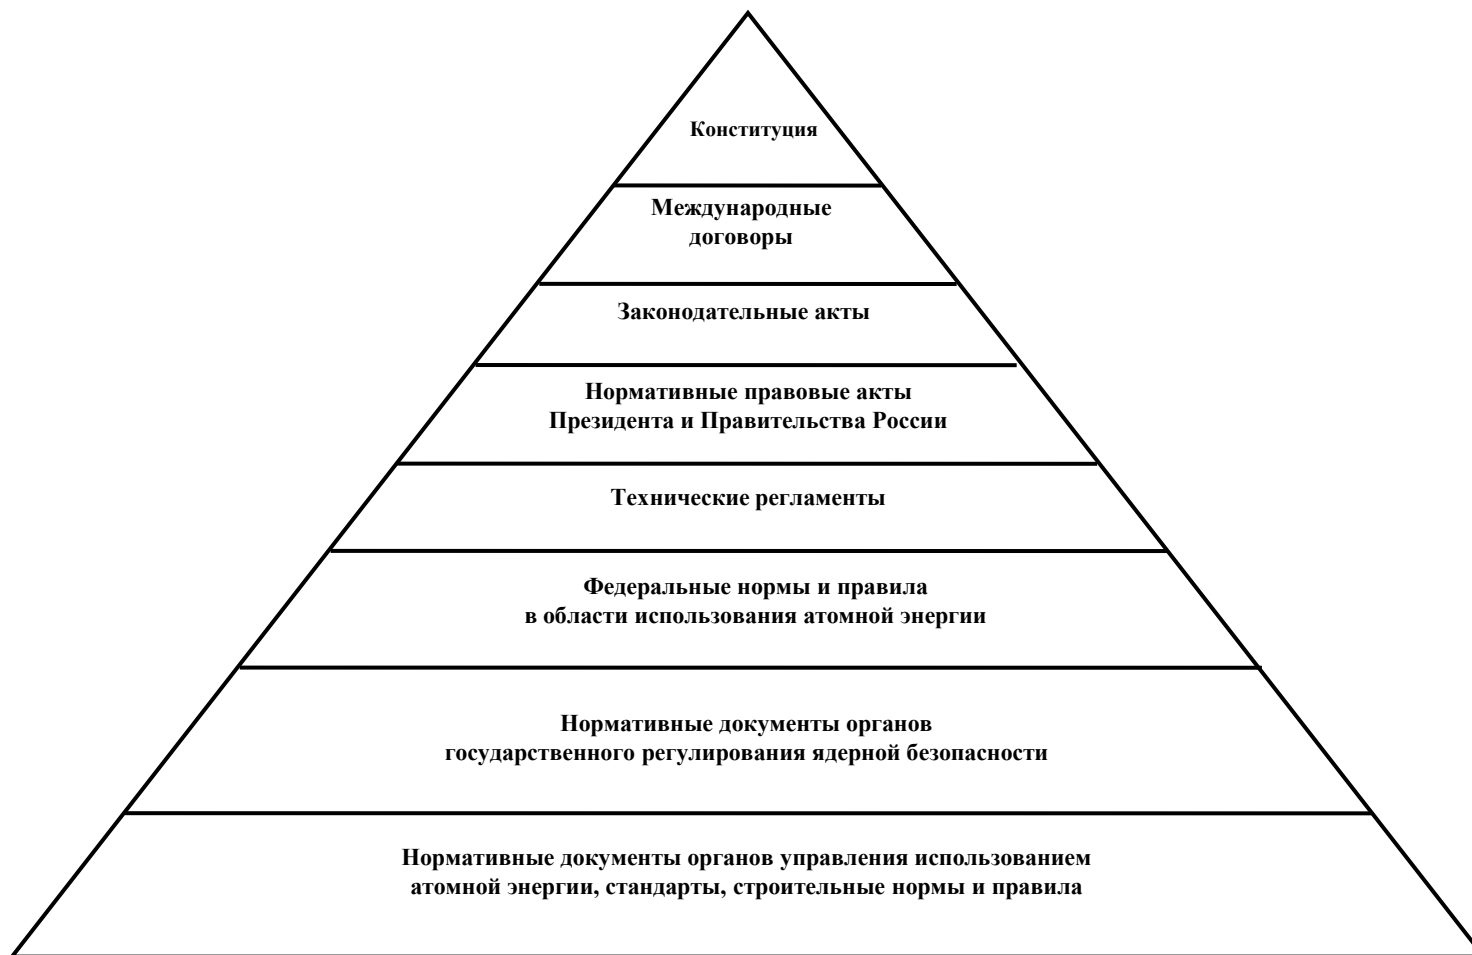 Конституция
Международные
договоры
Законодательные акты
Нормативные правовые акты
Президента и Правительства России
Технические регламенты
Федеральные нормы и правила
в области использования атомной энергии
Нормативные документы органов
государственного регулирования ядерной безопасности
Нормативные документы органов управления использованием
атомной энергии, стандарты, строительные нормы и правила